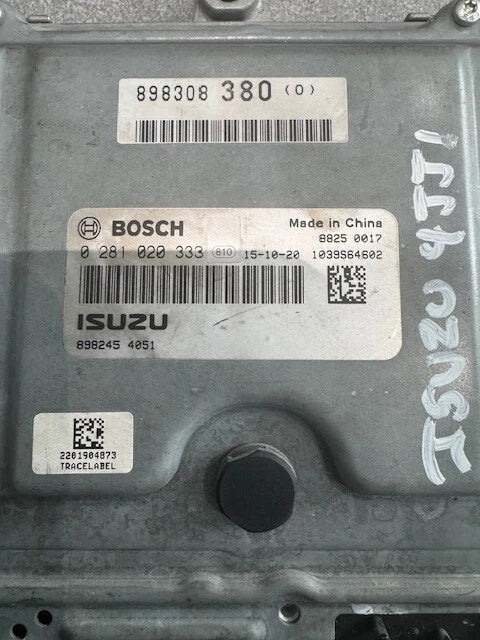 898308 380 (0)
BOSCH
Made in China
8825 0017
0 281 020 333 810 15-10-20 1039S64602
ISUZU
898245 4051
2201904873
TRACELABEL
ISUZU 4JJ1